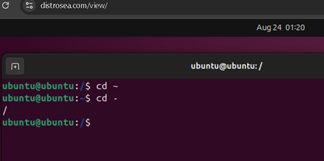 distrosea.com/view/
Aug 24 01:20
ubuntu@ubuntu: /
ubuntu@ubuntu:/$ cd ~
ubuntu@ubuntu:~$ cd -
/
ubuntu@ubuntu:/$